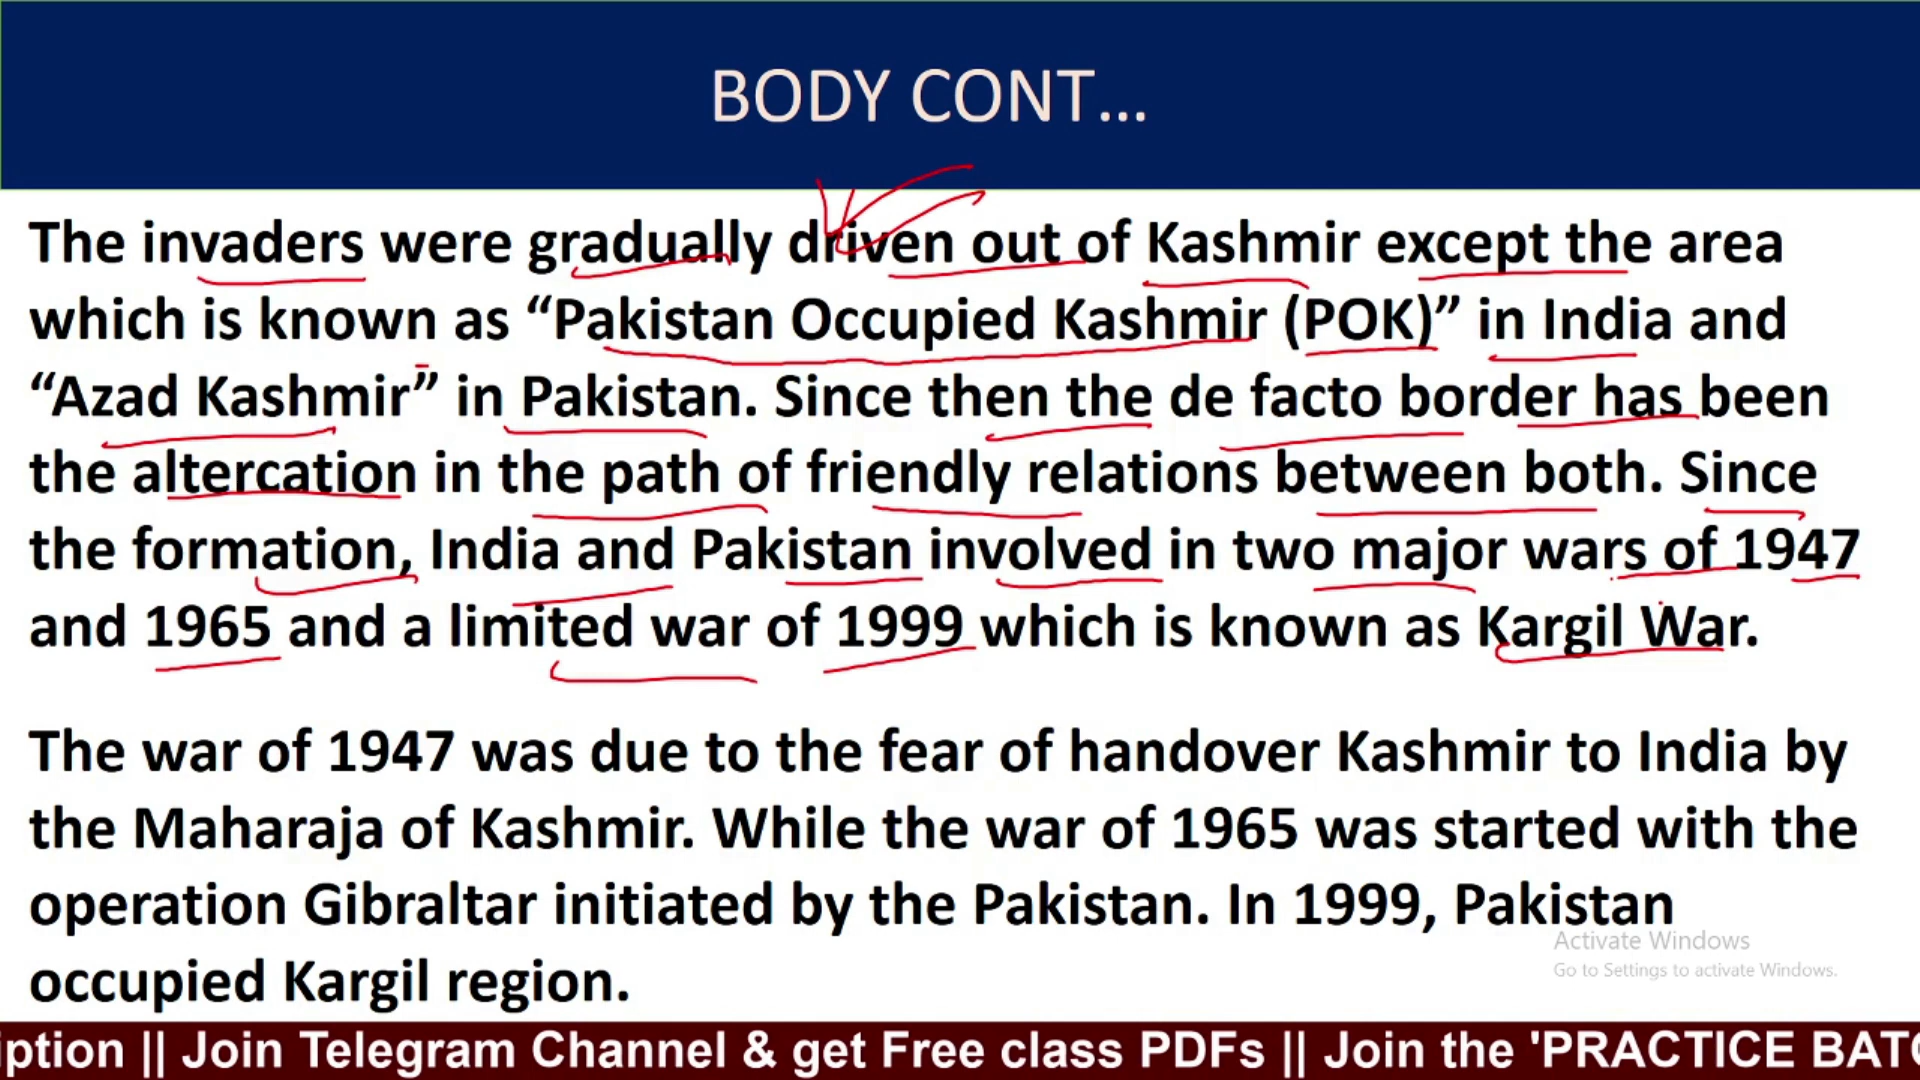 BODY CONT...
The invaders were gradually driven out of Kashmir except the area
which is known as “Pakistan Occupied Kashmir (POK)” in India and
“Azad Kashmir” in Pakistan. Since then the de facto border has been
the altercation in the path of friendly relations between both. Since
the formation, India and Pakistan involved in two major wars of 1947
and 1965 and a limited war of 1999 which is known as Kargil War.
The war of 1947 was due to the fear of handover Kashmir to India by
the Maharaja of Kashmir. While the war of 1965 was started with the
operation Gibraltar initiated by the Pakistan. In 1999, Pakistan
occupied Kargil region.
Activate Windows
Go to Settings to activate Windows.
iption || Join Telegram Channel & get Free class PDFs || Join the 'PRACTICE BATC